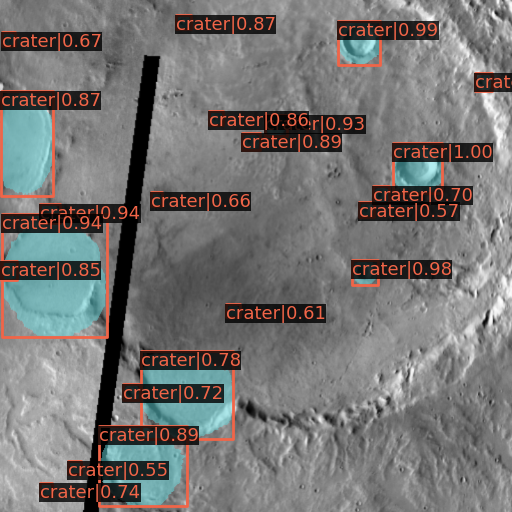 crater|0.87
crater|0.99
crater|0.67
crat
crater|0.87
crater|0.86
r|0.93
crater|0.89
crater|1.00
crater|0.70
crater|0.66
crater|0.57
crater|0.94
crater|0.94
crater|0.85
crater|0.98
crater|0.61
crater|0.78
crater|0.72
crater|0.89
crater|0.55
crater|0.74